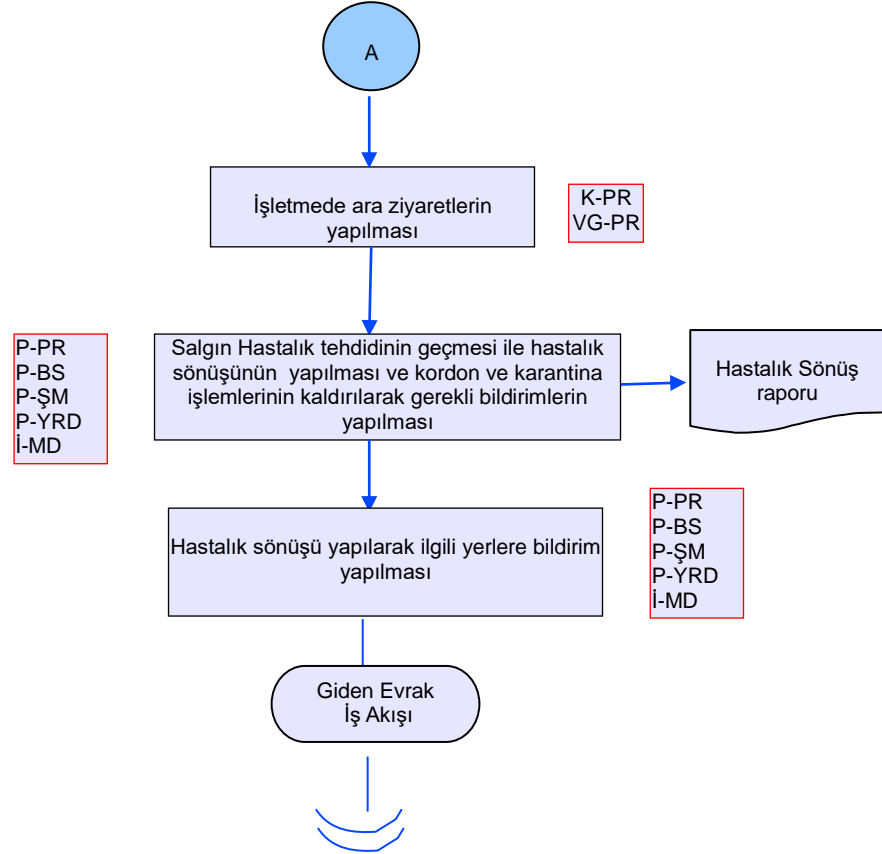 A
İşletmede ara ziyaretlerin
yapılması
K-PR
VG-PR
P-PR
P-BS
P-ŞM
P-YRD
İ-MD
Salgın Hastalık tehdidinin geçmesi ile hastalık
sönüşünün yapılması ve kordon ve karantina
işlemlerinin kaldırılarak gerekli bildirimlerin
yapılması
Hastalık Sönüş
raporu
Hastalık sönüşü yapılarak ilgili yerlere bildirim
yapılması
P-PR
P-BS
P-ŞM
P-YRD
İ-MD
Giden Evrak
İş Akışı